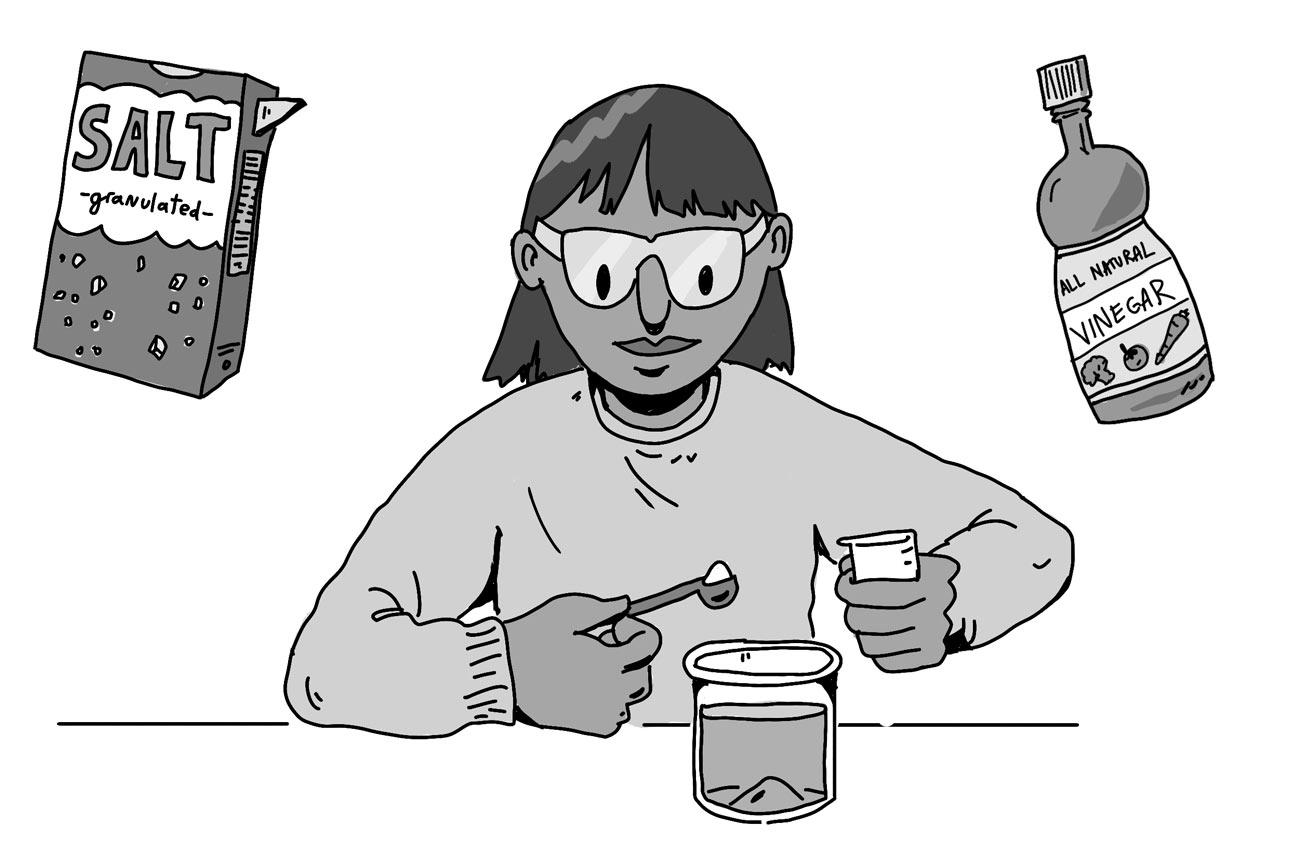 SALT
-granulated-
ALL NATURAL
VINEGAR